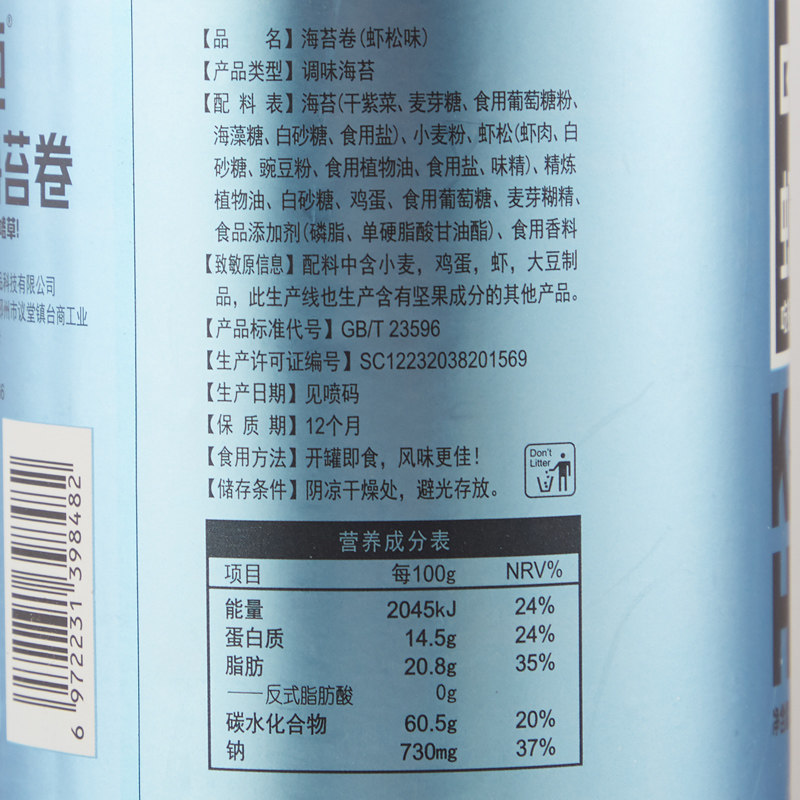 ®
苔卷
科技有限公司
州市议堂镇台商工业
6 972231 398482
【品 名】海苔卷(虾松味)
【产品类型】调味海苔
【配 料 表】海苔(干紫菜、麦芽糖、食用葡萄糖粉、
海藻糖、白砂糖、食用盐)、小麦粉、虾松(虾肉、白
砂糖、豌豆粉、食用植物油、食用盐、味精)、精炼
植物油、白砂糖、鸡蛋、食用葡萄糖、麦芽糊精、
食品添加剂(磷脂、单硬脂酸甘油酯)、食用香料
【致敏原信息】配料中含小麦，鸡蛋，虾，大豆制
品，此生产线也生产含有坚果成分的其他产品。
【产品标准代号】GB/T 23596
【生产许可证编号】SC12232038201569
【生产日期】见喷码
【保 质 期】12个月
【食用方法】开罐即食，风味更佳！
【储存条件】阴凉干燥处，避光存放。
Don't
Litter
营养成分表
项目 每100g NRV%
能量 2045kJ 24%
蛋白质 14.5g 24%
脂肪 20.8g 35%
——反式脂肪酸 0g
碳水化合物 60.5g 20%
钠 730mg 37%
K
H